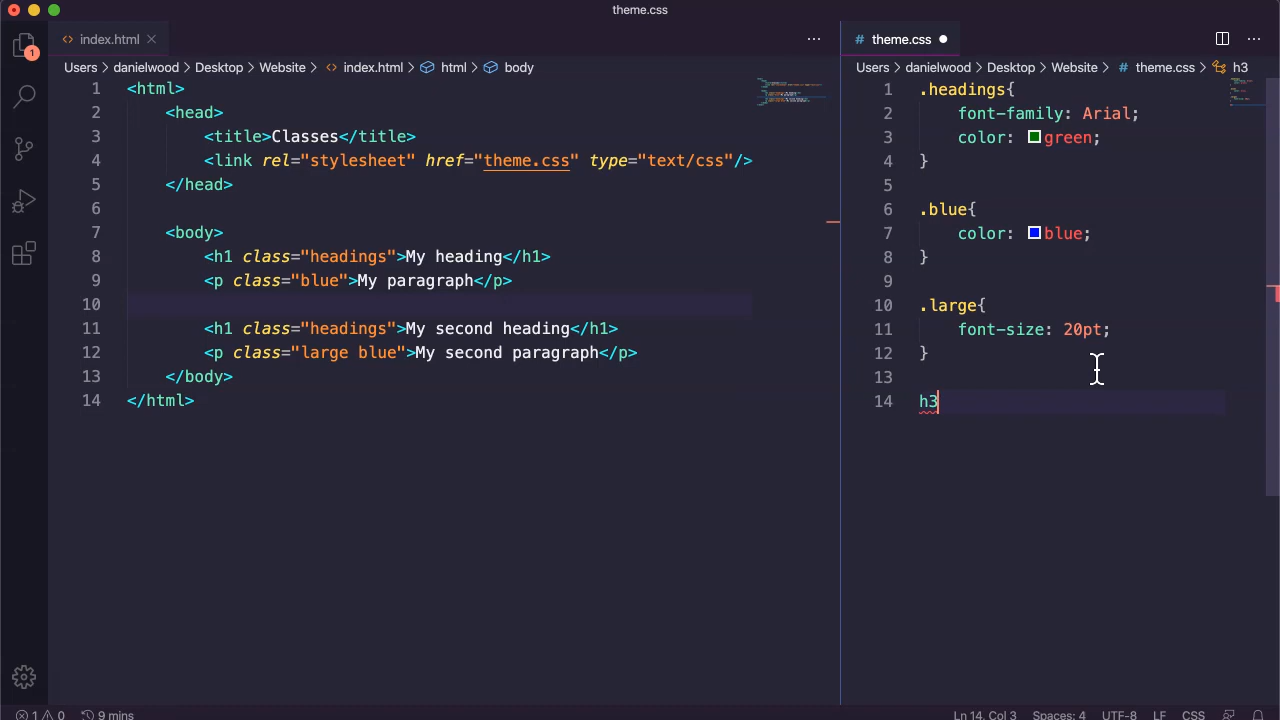 theme.css
1
index.html
theme.css
Users danielwood Desktop Website index.html html body
Users danielwood Desktop Website # theme.css h3
1 <html>
2 <head>
3 <title>Classes</title>
4 <link rel="stylesheet" href="theme.css" type="text/css"/>
5 </head>
6
7 <body>
8 <h1 class="headings">My heading</h1>
9 <p class="blue">My paragraph</p>
10
11 <h1 class="headings">My second heading</h1>
12 <p class="large blue">My second paragraph</p>
13 </body>
14 </html>
1 .headings{
2 font-family: Arial;
3 color: green;
4 }
5
6 .blue{
7 color: blue;
8 }
9
10 .large{
11 font-size: 20pt;
12 }
13
14 h3
1 0 9 mins
Ln 14, Col 3 Spaces: 4 UTF-8 LF CSS